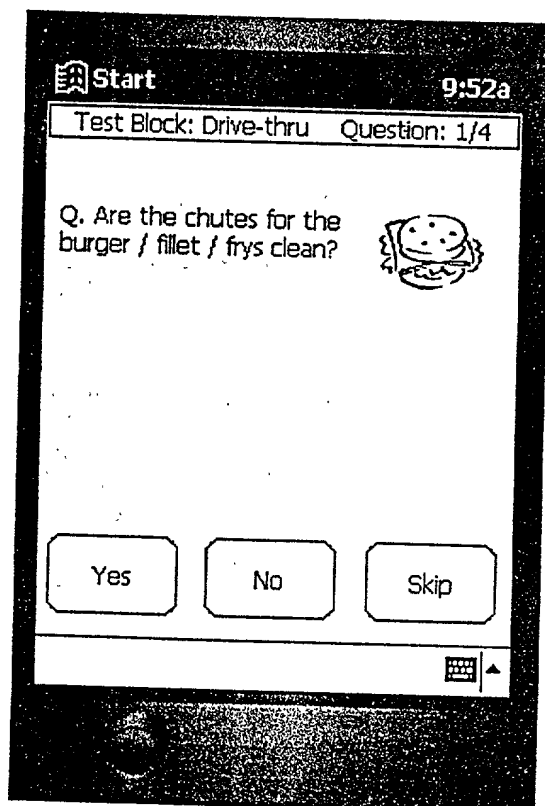 Start 9:52a
Test Block: Drive-thru Question: 1/4
Q. Are the chutes for the
burger / fillet / frys clean?
Yes No Skip